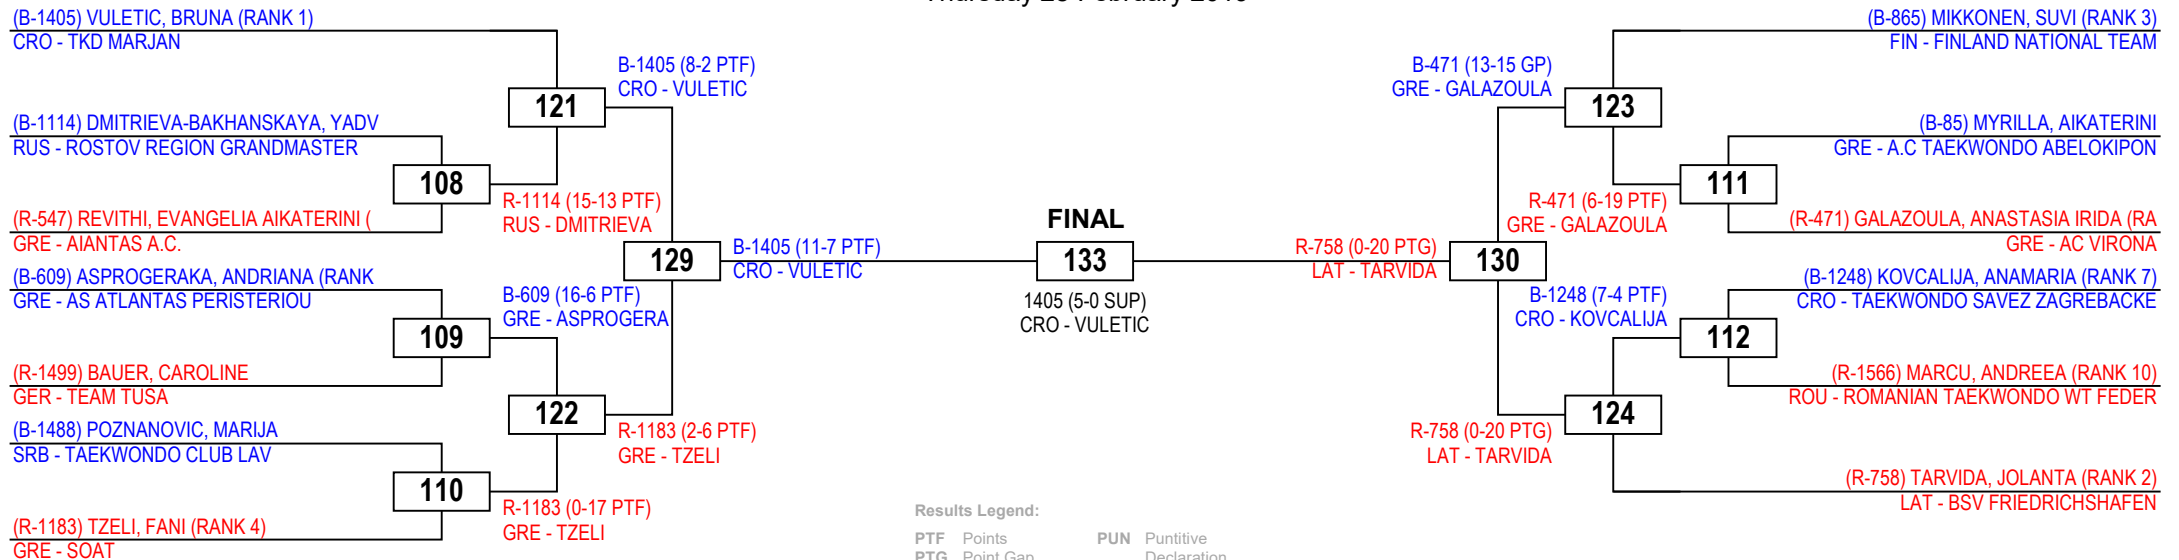 (B-1405) VULETIC, BRUNA (RANK 1)
CRO - TKD MARJAN
(B-1114) DMITRIEVA-BAKHANSKAYA, YADV
RUS - ROSTOV REGION GRANDMASTER
(R-547) REVITHI, EVANGELIA AIKATERINI (
GRE - AIANTAS A.C.
(B-609) ASPROGERAKA, ANDRIANA (RANK
GRE - AS ATLANTAS PERISTERIOU
(R-1499) BAUER, CAROLINE
GER - TEAM TUSA
(B-1488) POZNANOVIC, MARIJA
SRB - TAEKWONDO CLUB LAV
(R-1183) TZELI, FANI (RANK 4)
GRE - SOAT
108
109
110
R-1114 (15-13 PTF)
RUS - DMITRIEVA
B-609 (16-6 PTF)
GRE - ASPROGERA
R-1183 (0-17 PTF)
GRE - TZELI
121
122
B-1405 (8-2 PTF)
CRO - VULETIC
R-1183 (2-6 PTF)
GRE - TZELI
129
B-1405 (11-7 PTF)
CRO - VULETIC
FINAL
133
1405 (5-0 SUP)
CRO - VULETIC
R-758 (0-20 PTG)
LAT - TARVIDA
130
B-471 (13-15 GP)
GRE - GALAZOULA
R-758 (0-20 PTG)
LAT - TARVIDA
123
124
R-471 (6-19 PTF)
GRE - GALAZOULA
B-1248 (7-4 PTF)
CRO - KOVCALIJA
111
112
(B-865) MIKKONEN, SUVI (RANK 3)
FIN - FINLAND NATIONAL TEAM
(B-85) MYRILLA, AIKATERINI
GRE - A.C TAEKWONDO ABELOKIPON
(R-471) GALAZOULA, ANASTASIA IRIDA (RA
GRE - AC VIRONA
(B-1248) KOVCALIJA, ANAMARIA (RANK 7)
CRO - TAEKWONDO SAVEZ ZAGREBACKE
(R-1566) MARCU, ANDREEA (RANK 10)
ROU - ROMANIAN TAEKWONDO WT FEDER
(R-758) TARVIDA, JOLANTA (RANK 2)
LAT - BSV FRIEDRICHSHAFEN
Results Legend:
PTF Points PUN Puntitive
PTG Point Gap Declaration